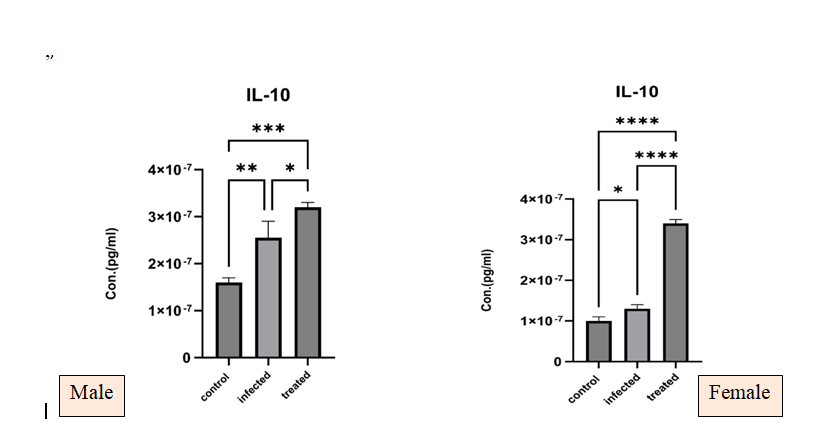 ,,
IL-10
***
** *
4×10⁻⁷
3×10⁻⁷
2×10⁻⁷
1×10⁻⁷
0
Con.(pg/ml)
control
infected
treated
Male
IL-10
****
****
*
4×10⁻⁷
3×10⁻⁷
2×10⁻⁷
1×10⁻⁷
0
Con.(pg/ml)
control
infected
treated
Female